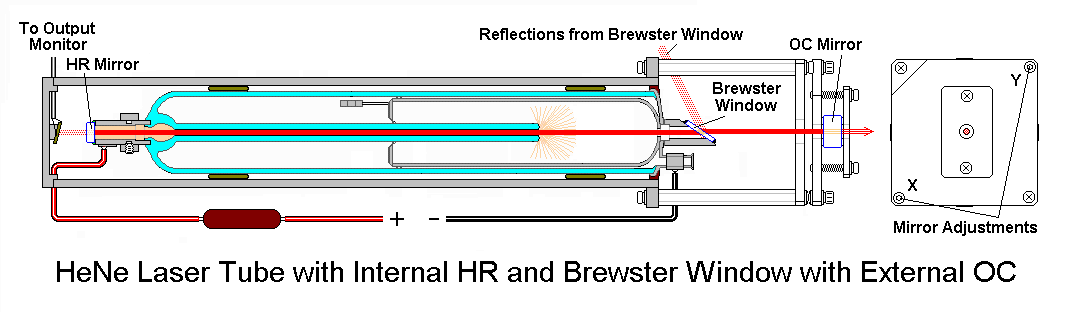 To Output
Monitor
HR Mirror
Reflections from Brewster Window
OC Mirror
Brewster
Window
Y
X
Mirror Adjustments
+ -
HeNe Laser Tube with Internal HR and Brewster Window with External OC